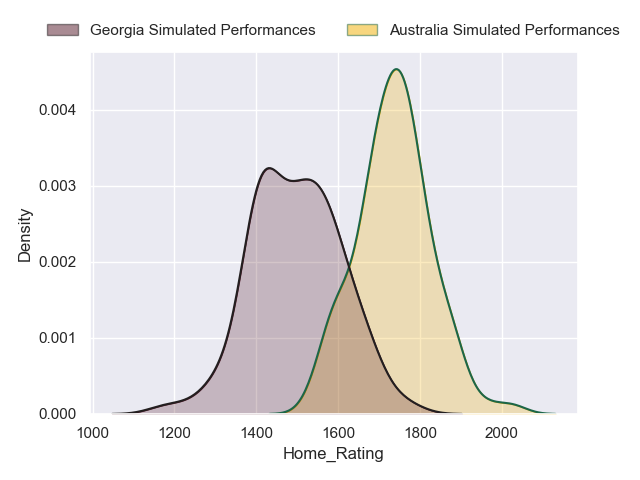 Georgia Simulated Performances
Australia Simulated Performances
0.004
0.003
0.002
0.001
0.000
Density
1000 1200 1400 1600 1800 2000
Home_Rating